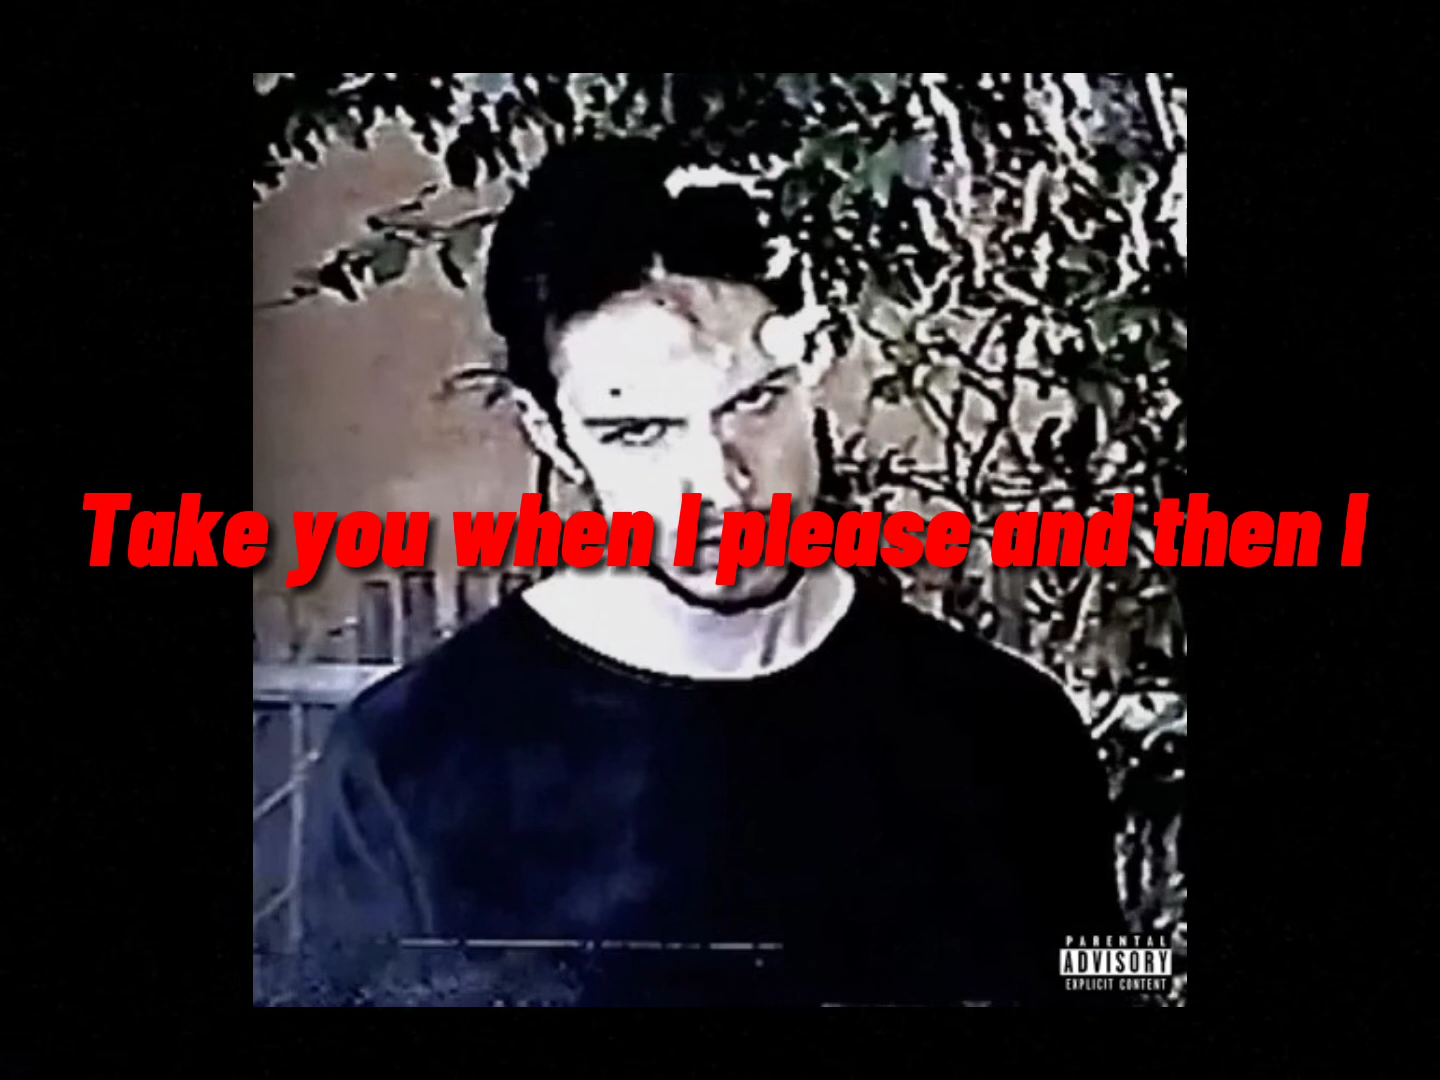 Take you when I please and then I
PARENTAL
ADVISORY
EXPLICIT CONTENT